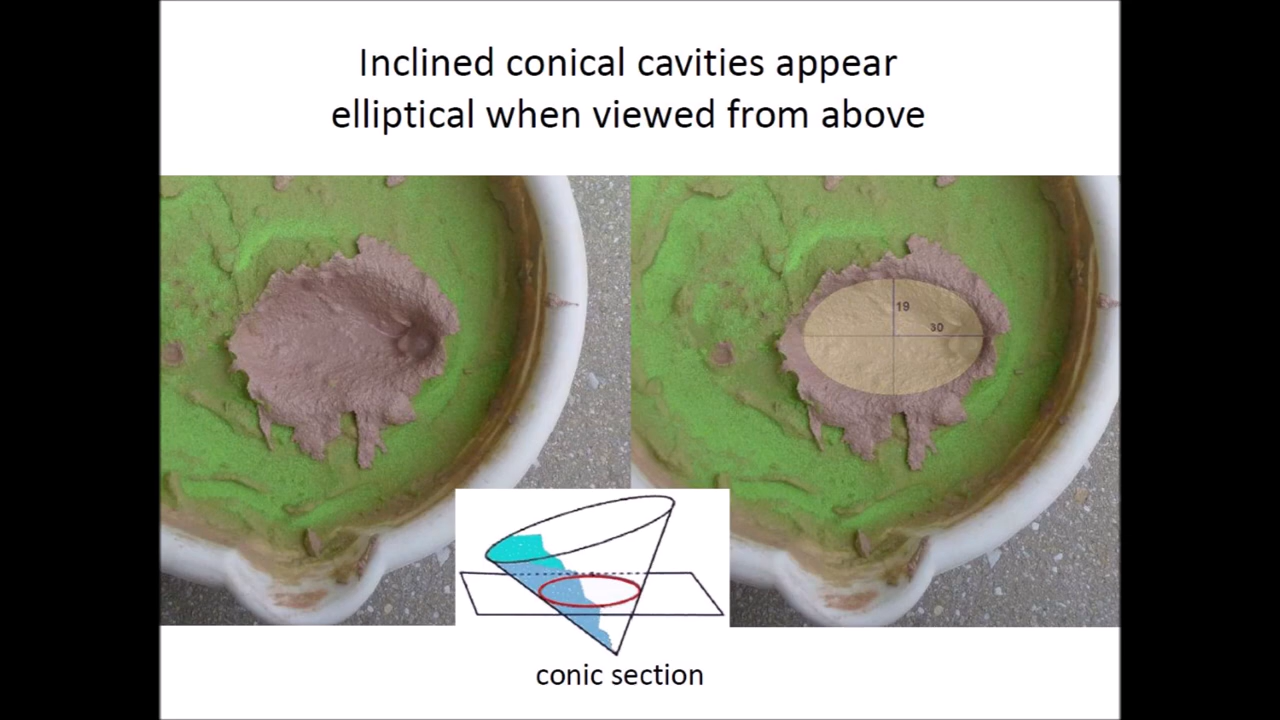 Inclined conical cavities appear
elliptical when viewed from above
19
30
conic section